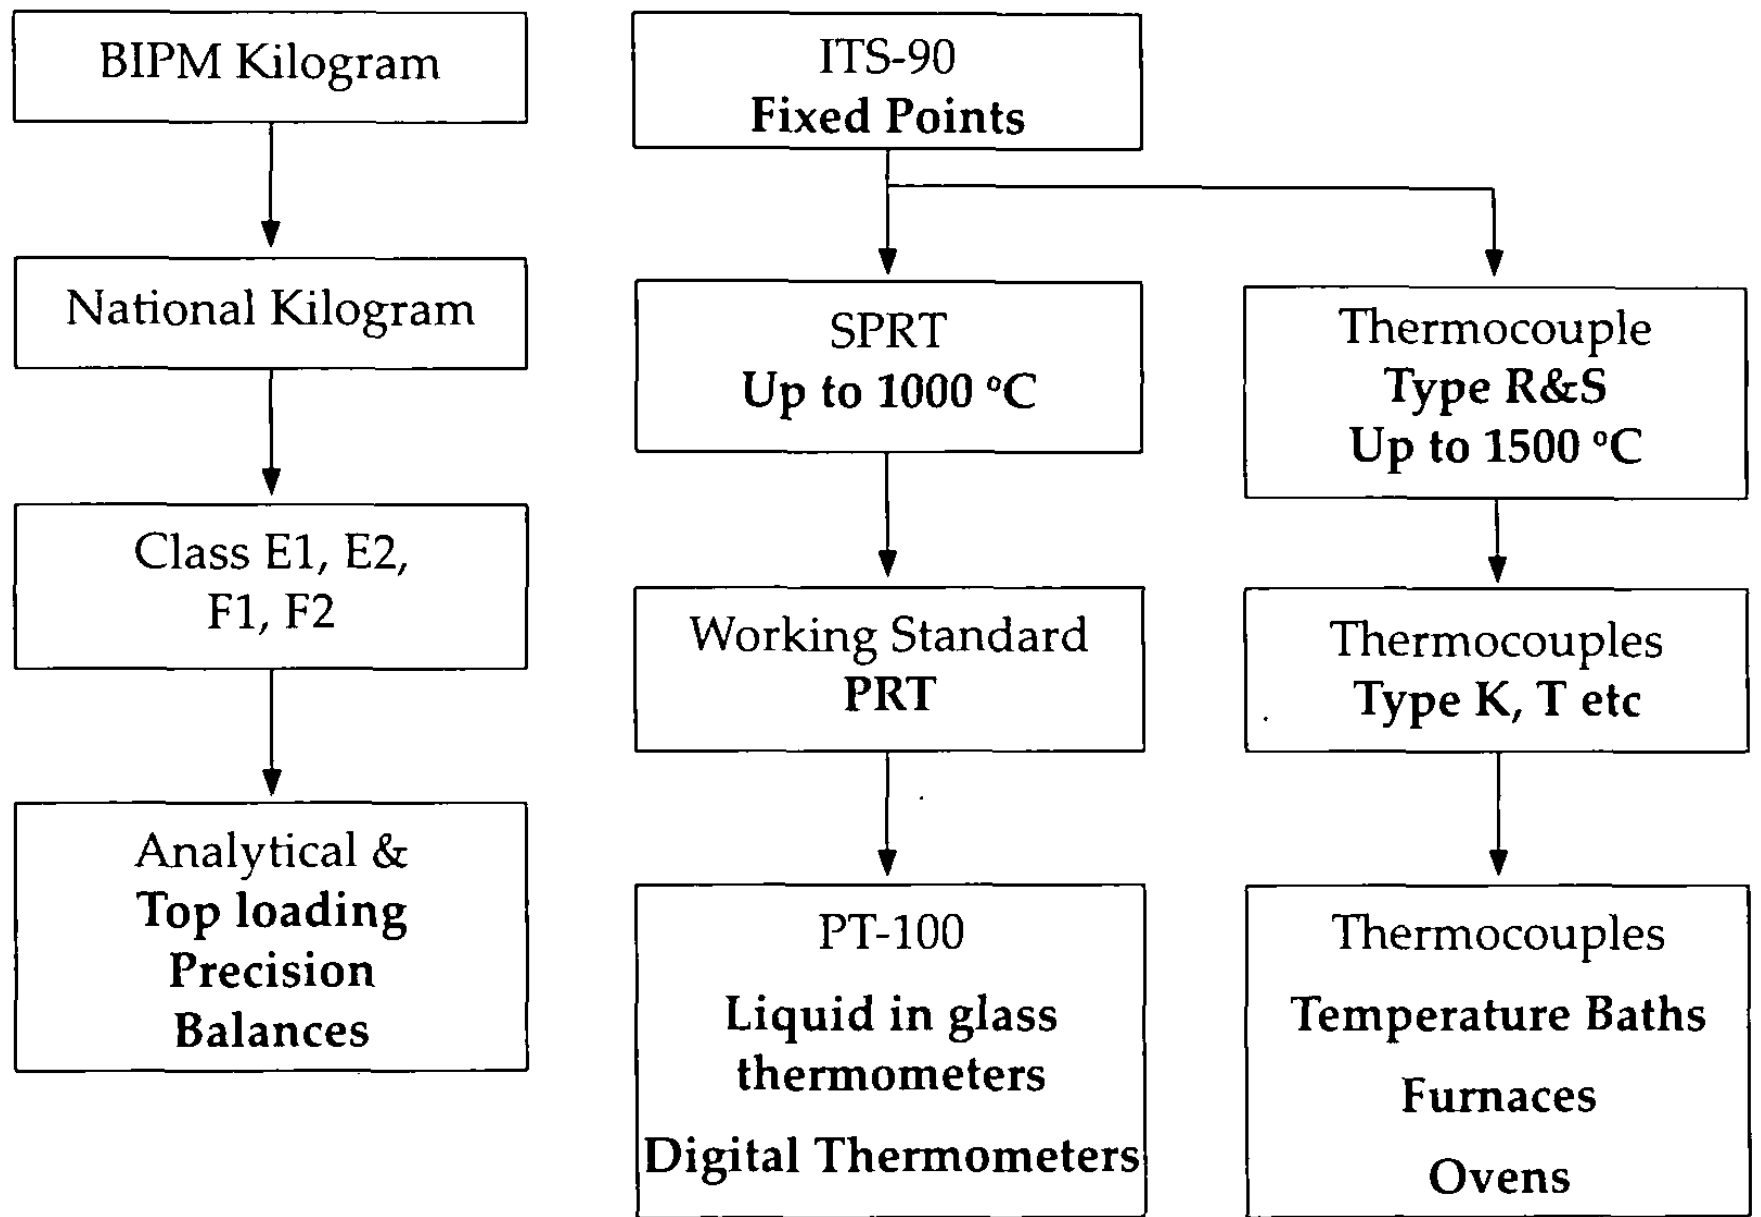 BIPM Kilogram
National Kilogram
Class E1, E2,
F1, F2
Analytical &
Top loading
Precision
Balances
ITS-90
Fixed Points
SPRT
Up to 1000 ºC
Working Standard
PRT
PT-100
Liquid in glass
thermometers
Digital Thermometers
Thermocouple
Type R&S
Up to 1500 ºC
Thermocouples
Type K, T etc
Thermocouples
Temperature Baths
Furnaces
Ovens